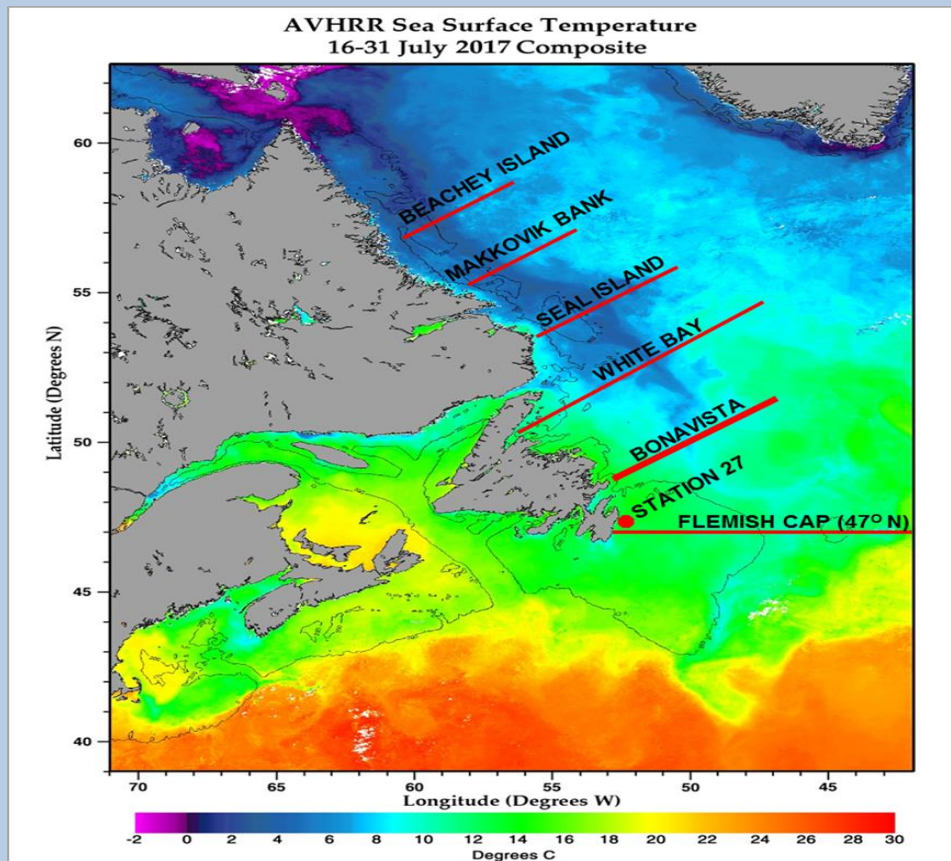 AVHRR Sea Surface Temperature
16-31 July 2017 Composite
BEACHEY ISLAND
MAKKOVIK BANK
SEAL ISLAND
WHITE BAY
BONAVISTA
STATION 27
FLEMISH CAP (47° N)
Latitude (Degrees N)
60
55
50
45
40
70 65 60 55 50 45
Longitude (Degrees W)
-2 0 2 4 6 8 10 12 14 16 18 20 22 24 26 28 30
Degrees C